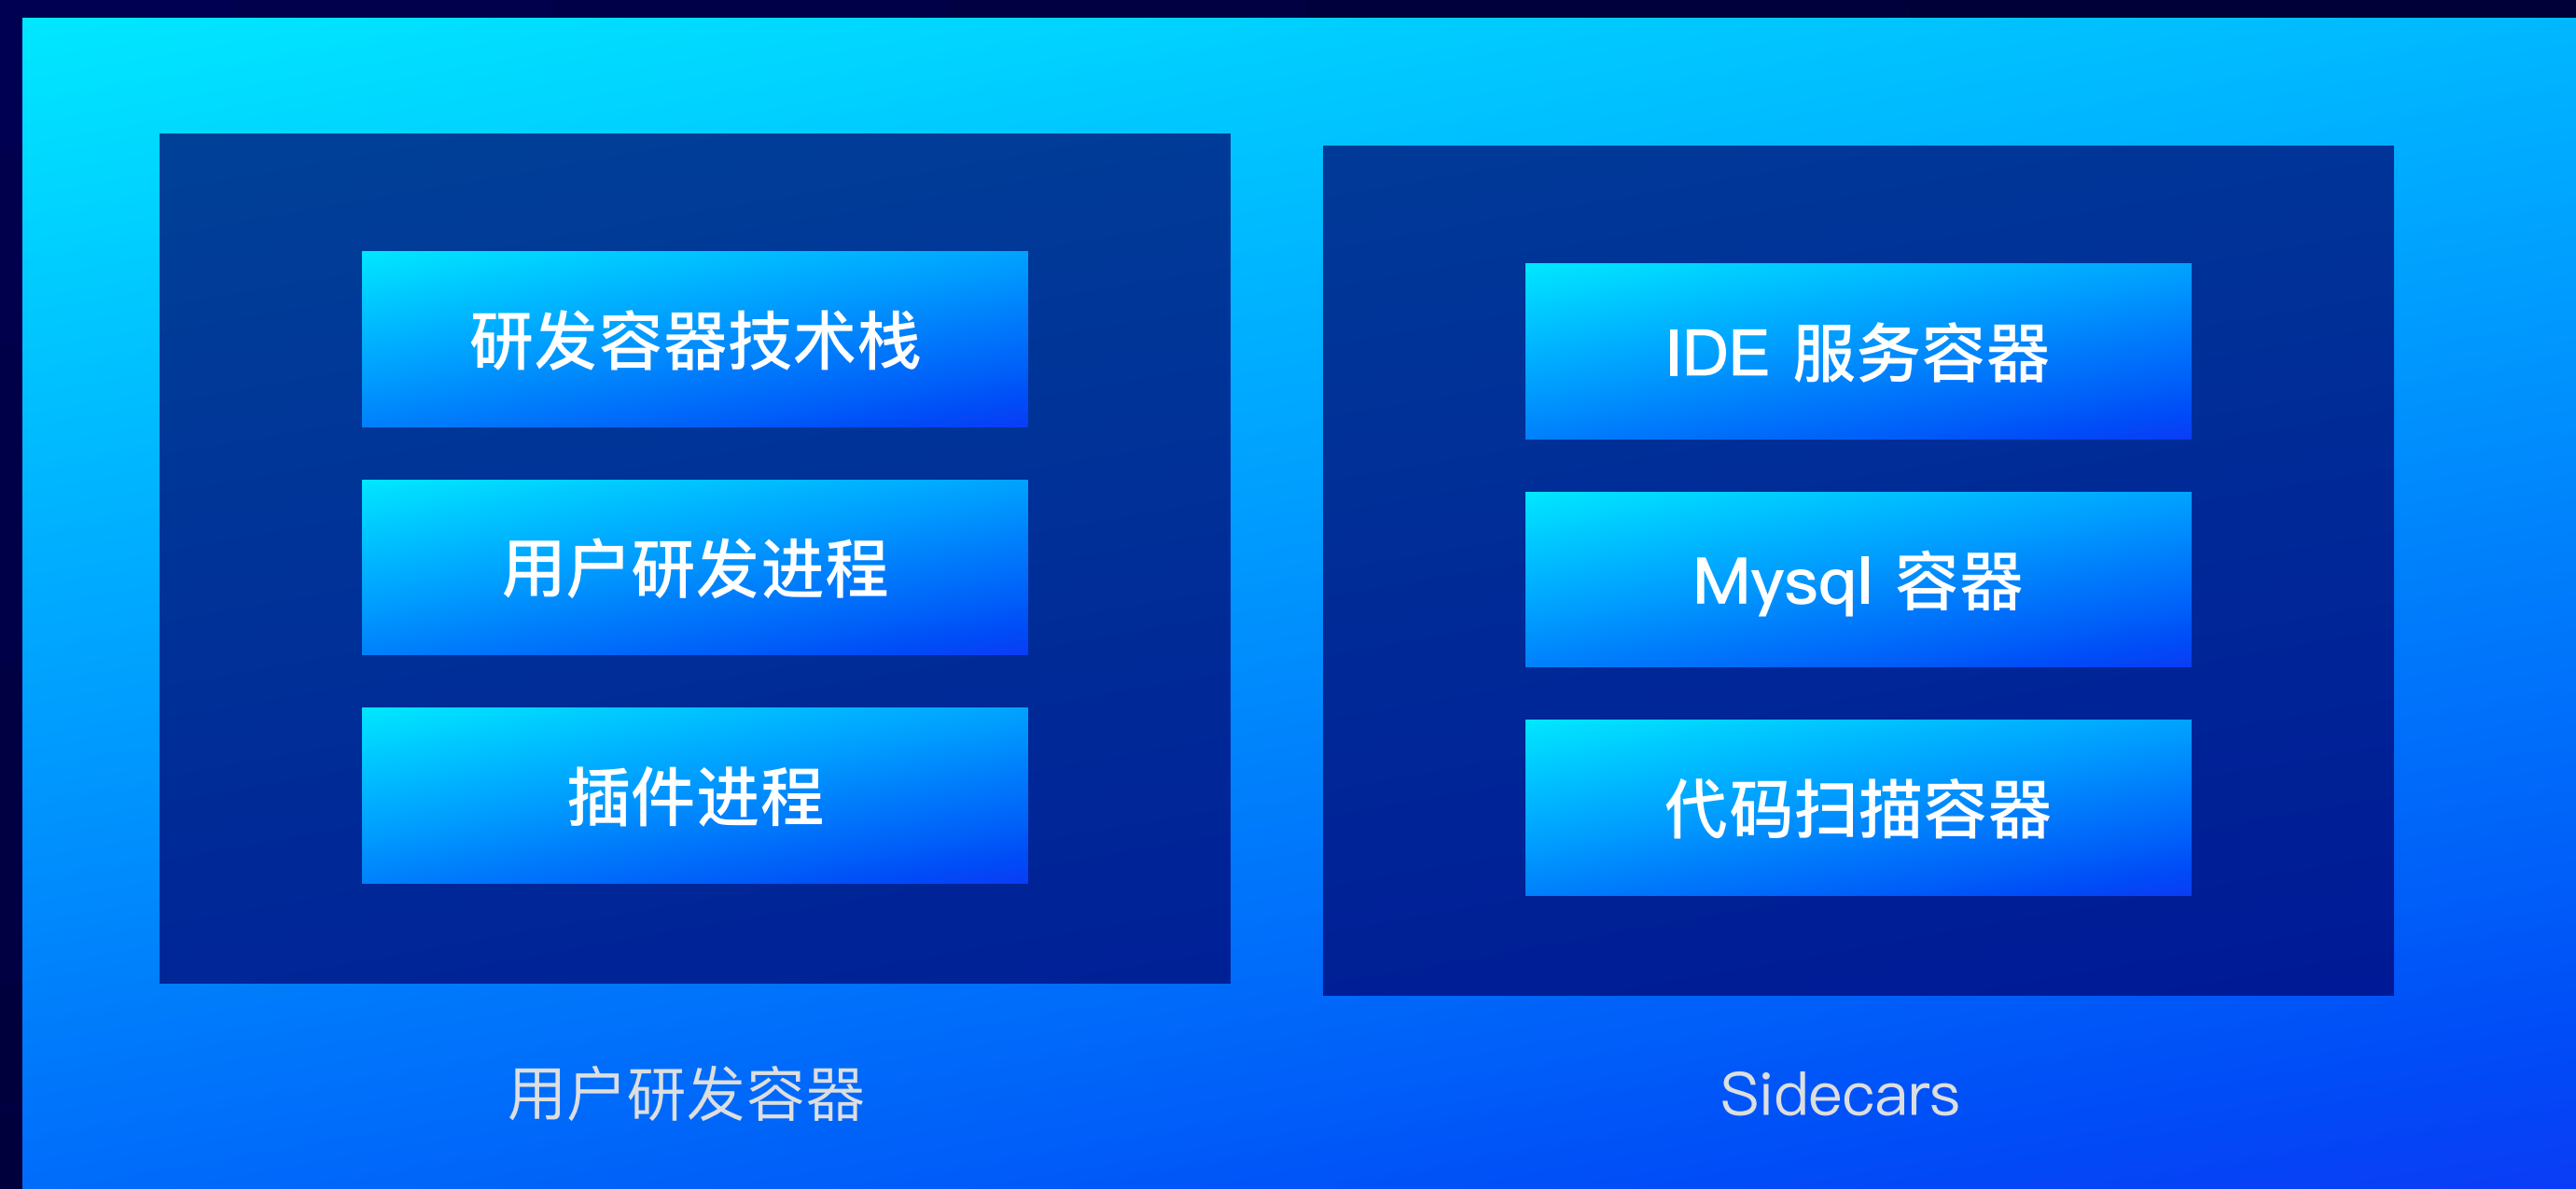 研发容器技术栈
用户研发进程
插件进程
用户研发容器
IDE 服务容器
Mysql 容器
代码扫描容器
Sidecars